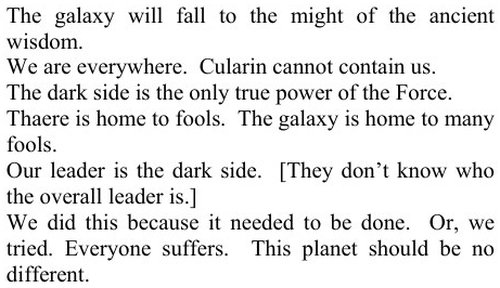 The galaxy will fall to the might of the ancient
wisdom.
We are everywhere.  Cularin cannot contain us.
The dark side is the only true power of the Force.
Thaere is home to fools.  The galaxy is home to many
fools.
Our leader is the dark side.  [They don’t know who
the overall leader is.]
We did this because it needed to be done.  Or, we
tried. Everyone suffers.  This planet should be no
different.